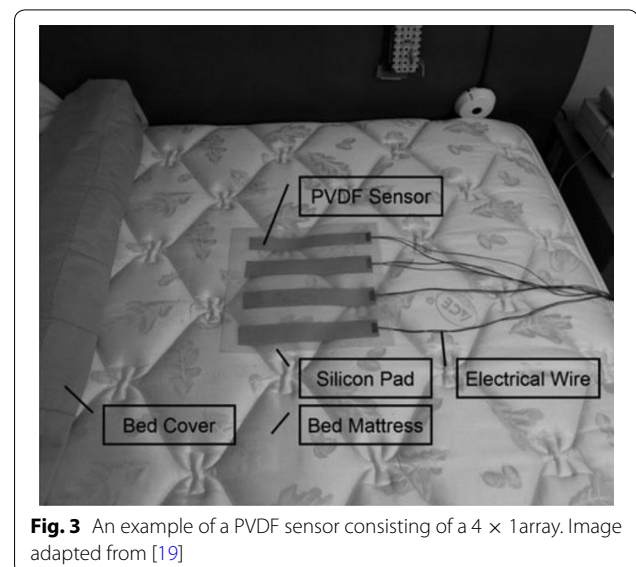 PVDF Sensor
Silicon Pad
Electrical Wire
Bed Cover
Bed Mattress
ACE
Fig. 3 An example of a PVDF sensor consisting of a 4 × 1array. Image
adapted from [19]